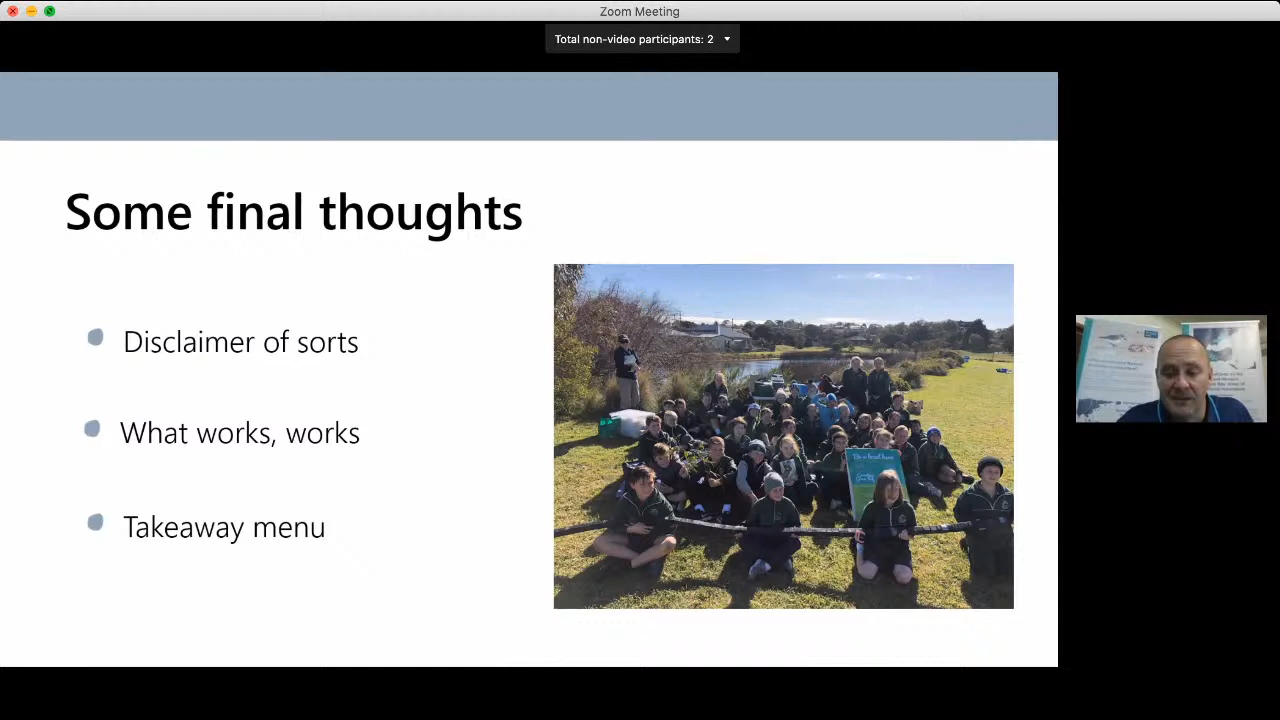 Zoom Meeting
Total non-video participants: 2
Some final thoughts
Disclaimer of sorts
What works, works
Takeaway menu